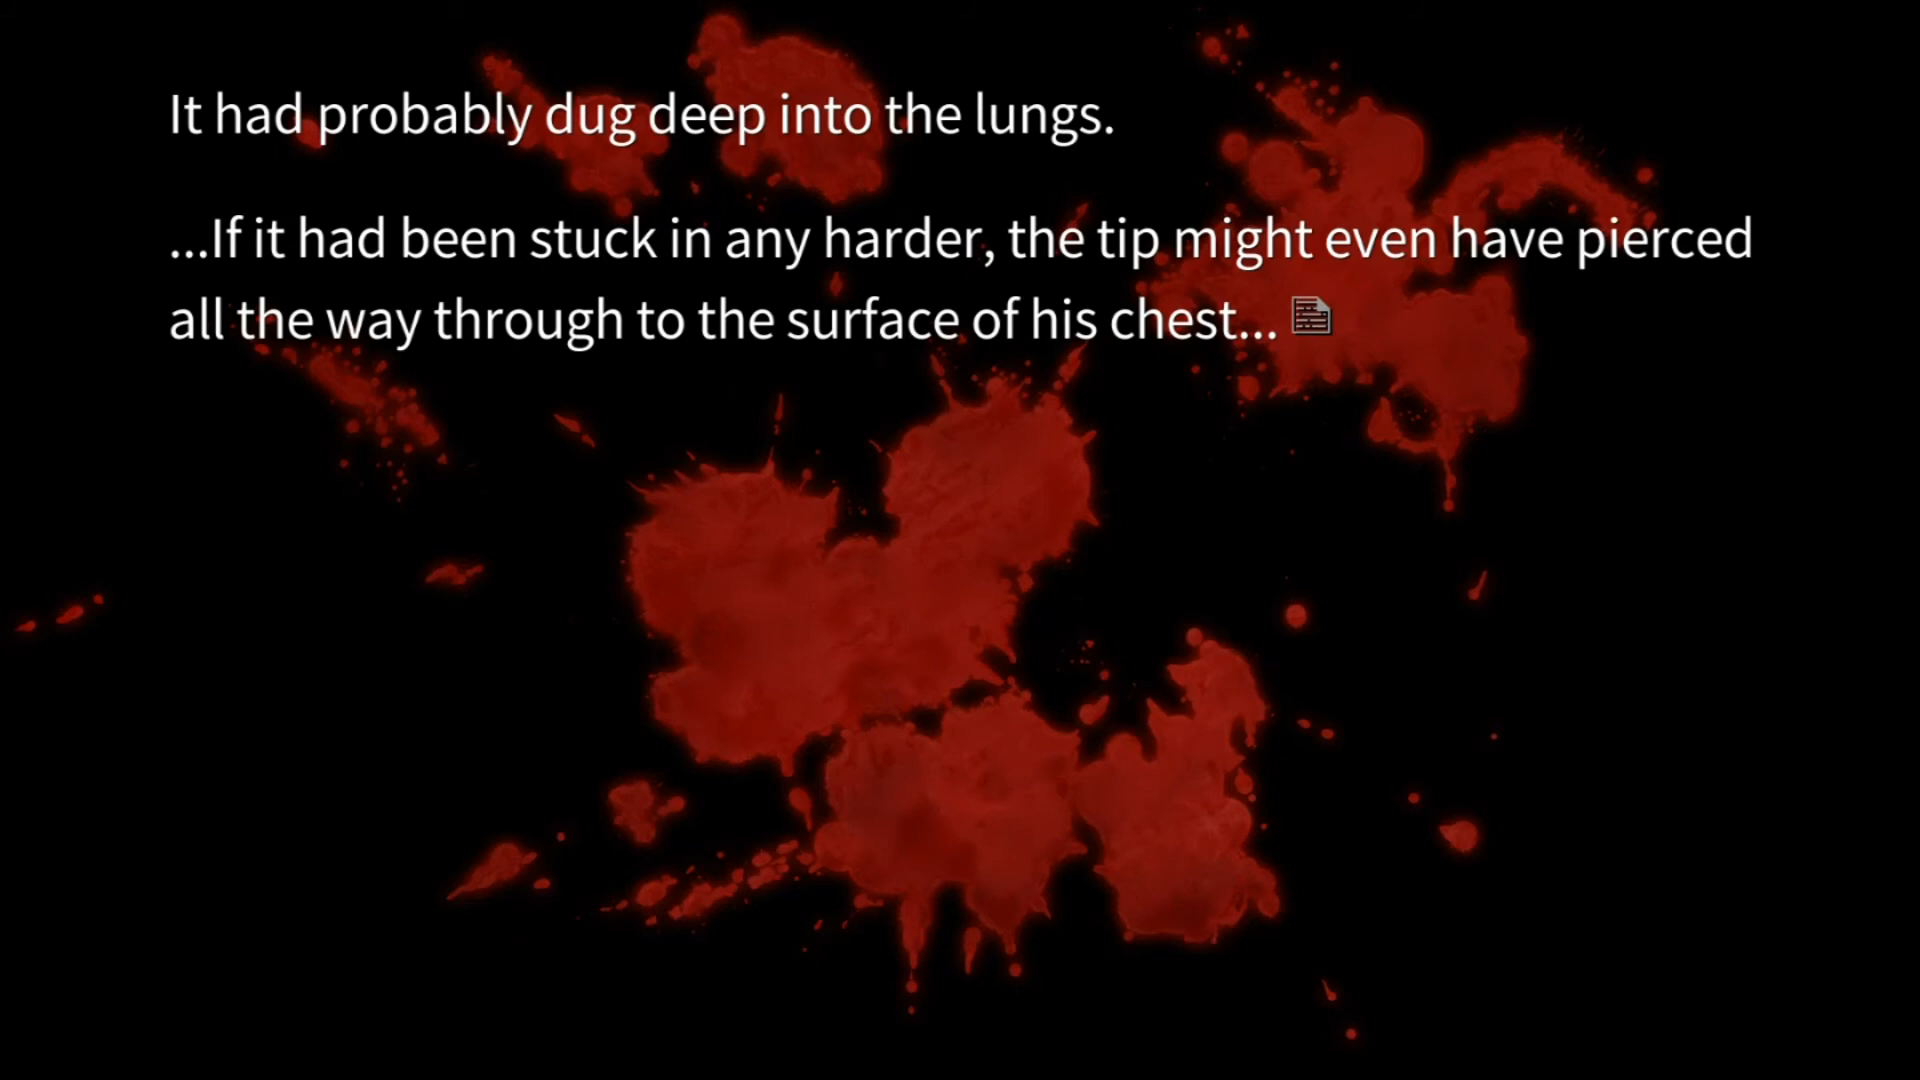 It had probably dug deep into the lungs.
...If it had been stuck in any harder, the tip might even have pierced
all the way through to the surface of his chest...